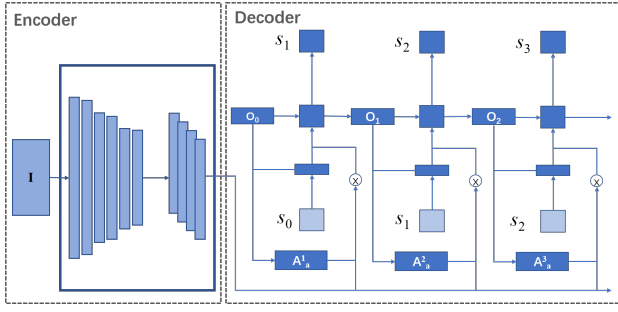 Encoder
Decoder
s₁
s₂
s₃
O₀
O₁
O₂
I
x
x
x
s₀
s₁
s₂
A¹ₐ
A²ₐ
A³ₐ